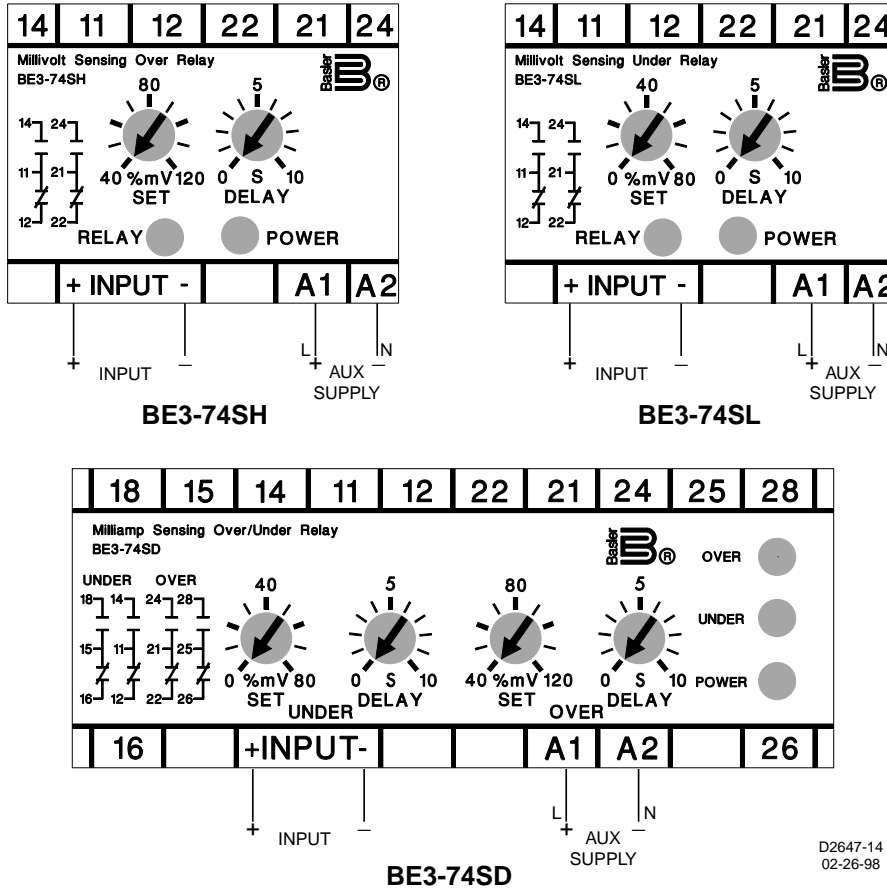 14 11 12 22 21 24
Millivolt Sensing Over Relay
BE3-74SH
Basler
B®
80
5
14 24
11 21
12 22
40 %mV 120
SET
0 S 10
DELAY
RELAY
POWER
+ INPUT -
A1 A2
+ INPUT –
L + AUX – N
SUPPLY
BE3-74SH
14 11 12 22 21 24
Millivolt Sensing Under Relay
BE3-74SL
Basler
B®
40
5
14 24
11 21
12 22
0 %mV 80
SET
0 S 10
DELAY
RELAY
POWER
+ INPUT -
A1 A2
+ INPUT –
L + AUX – N
SUPPLY
BE3-74SL
18 15 14 11 12 22 21 24 25 28
Milliamp Sensing Over/Under Relay
BE3-74SD
Basler
B®
OVER
UNDER OVER
18 14 24 28
40
5
80
5
UNDER
15 11 21 25
16 12 22 26
0 %mV 80
SET
0 S 10
DELAY
UNDER
40 %mV 120
SET
0 S 10
DELAY
OVER
POWER
16
+INPUT-
A1 A2
26
+ INPUT –
L + AUX – N
SUPPLY
BE3-74SD
D2647-14
02-26-98